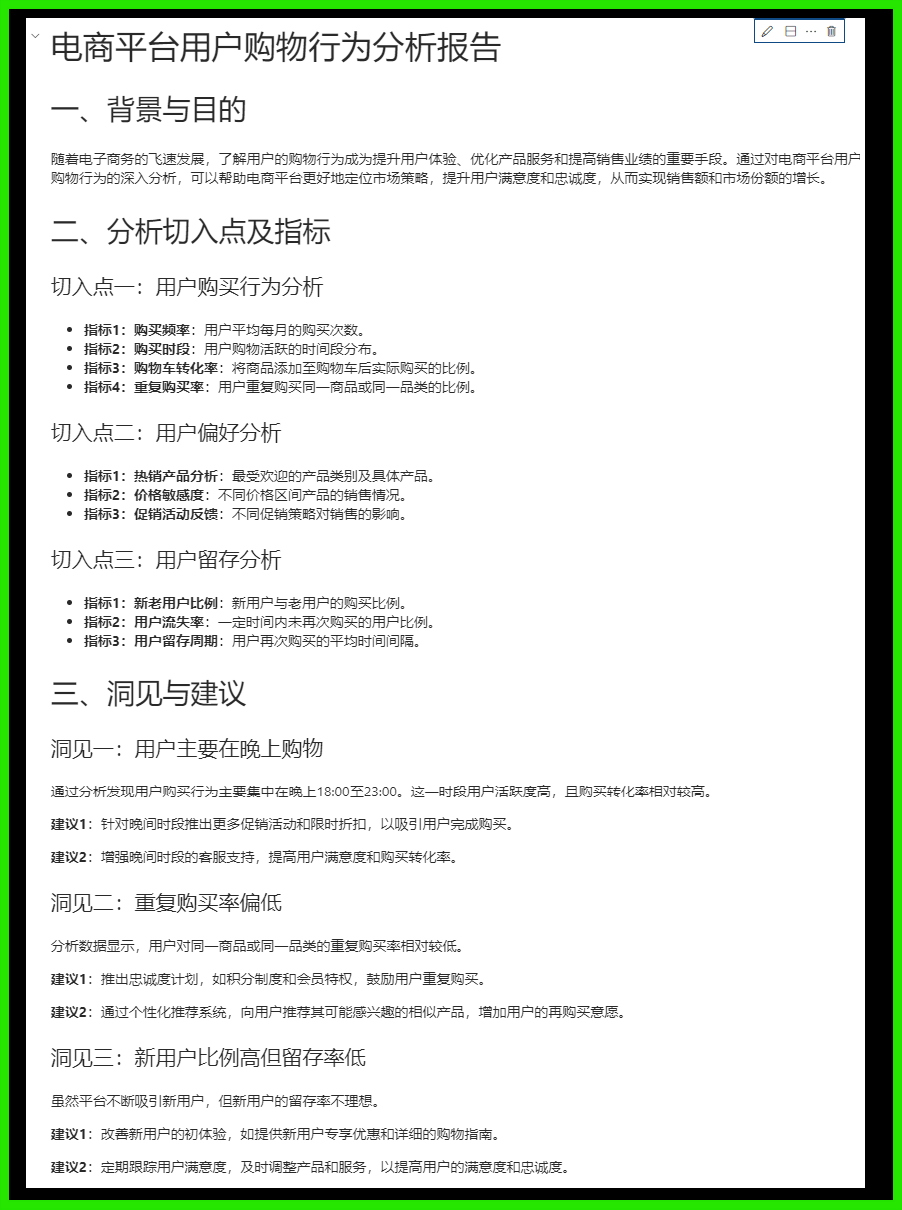 电商平台用户购物行为分析报告
一、背景与目的
随着电子商务的飞速发展，了解用户的购物行为成为提升用户体验、优化产品服务和提高销售业绩的重要手段。通过对电商平台用户
购物行为的深入分析，可以帮助电商平台更好地定位市场策略，提升用户满意度和忠诚度，从而实现销售额和市场份额的增长。
二、分析切入点及指标
切入点一：用户购买行为分析
• 指标1：购买频率：用户平均每月的购买次数。
• 指标2：购买时段：用户购物活跃的时间段分布。
• 指标3：购物车转化率：将商品添加至购物车后实际购买的比例。
• 指标4：重复购买率：用户重复购买同一商品或同一品类的比例。
切入点二：用户偏好分析
• 指标1：热销产品分析：最受欢迎的产品类别及具体产品。
• 指标2：价格敏感度：不同价格区间产品的销售情况。
• 指标3：促销活动反馈：不同促销策略对销售的影响。
切入点三：用户留存分析
• 指标1：新老用户比例：新用户与老用户的购买比例。
• 指标2：用户流失率：一定时间内未再次购买的用户比例。
• 指标3：用户留存周期：用户再次购买的平均时间间隔。
三、洞见与建议
洞见一：用户主要在晚上购物
通过分析发现用户购买行为主要集中在晚上18:00至23:00。这一时段用户活跃度高，且购买转化率相对较高。
建议1：针对晚间时段推出更多促销活动和限时折扣，以吸引用户完成购买。
建议2：增强晚间时段的客服支持，提高用户满意度和购买转化率。
洞见二：重复购买率偏低
分析数据显示，用户对同一商品或同一品类的重复购买率相对较低。
建议1：推出忠诚度计划，如积分制度和会员特权，鼓励用户重复购买。
建议2：通过个性化推荐系统，向用户推荐其可能感兴趣的相似产品，增加用户的再购买意愿。
洞见三：新用户比例高但留存率低
虽然平台不断吸引新用户，但新用户的留存率不理想。
建议1：改善新用户的初体验，如提供新用户专享优惠和详细的购物指南。
建议2：定期跟踪用户满意度，及时调整产品和服务，以提高用户的满意度和忠诚度。